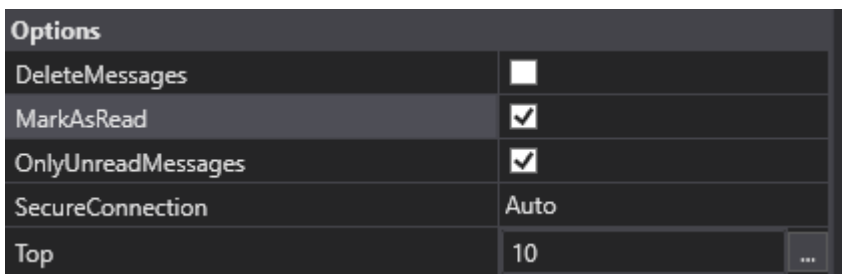 Options
DeleteMessages
MarkAsRead
OnlyUnreadMessages
SecureConnection Auto
Top 10 ...